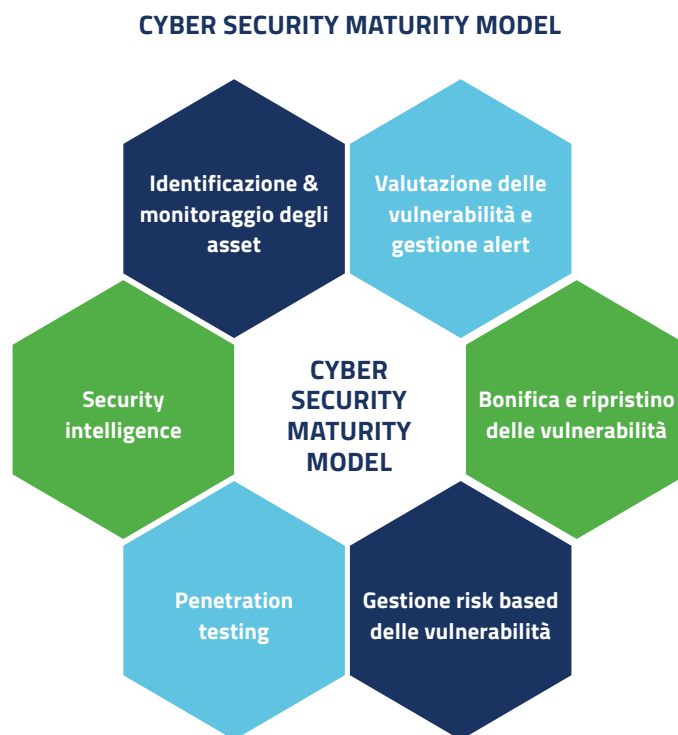 CYBER SECURITY MATURITY MODEL
Identificazione &
monitoraggio degli
asset
Valutazione delle
vulnerabilità e
gestione alert
Security
intelligence
CYBER
SECURITY
MATURITY
MODEL
Bonifica e ripristino
delle vulnerabilità
Penetration
testing
Gestione risk based
delle vulnerabilità